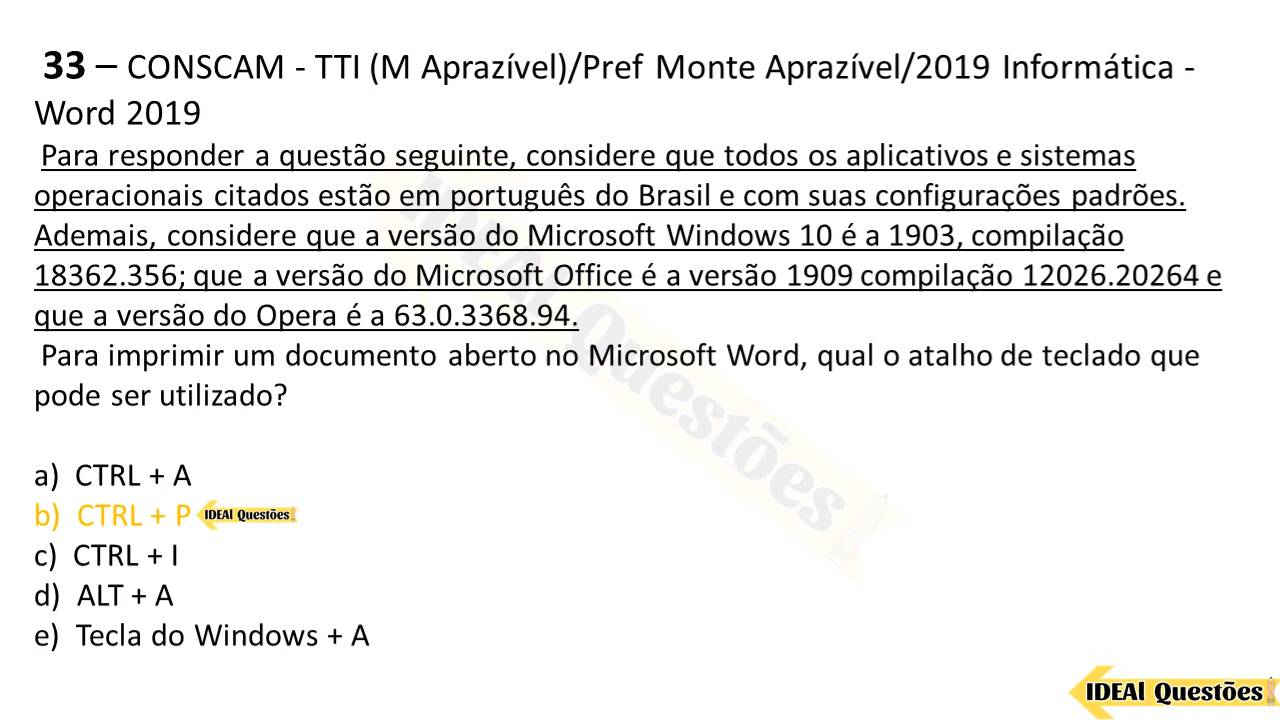 33 – CONSCAM - TTI (M Aprazível)/Pref Monte Aprazível/2019 Informática -
Word 2019
Para responder a questão seguinte, considere que todos os aplicativos e sistemas
operacionais citados estão em português do Brasil e com suas configurações padrões.
Ademais, considere que a versão do Microsoft Windows 10 é a 1903, compilação
18362.356; que a versão do Microsoft Office é a versão 1909 compilação 12026.20264 e
que a versão do Opera é a 63.0.3368.94.
Para imprimir um documento aberto no Microsoft Word, qual o atalho de teclado que
pode ser utilizado?
a) CTRL + A
b) CTRL + P IDEAl Questões
c) CTRL + I
d) ALT + A
e) Tecla do Windows + A
IDEAl Questões
IDEAl Questões